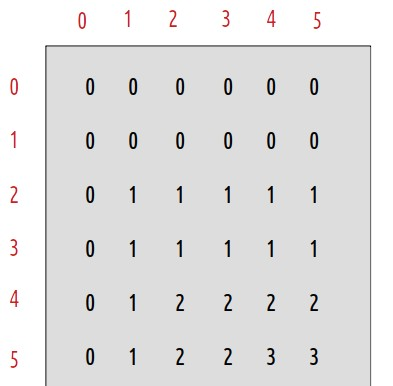 0 1 2 3 4 5
0 0 0 0 0 0 0
1 0 0 0 0 0 0
2 0 1 1 1 1 1
3 0 1 1 1 1 1
4 0 1 2 2 2 2
5 0 1 2 2 3 3